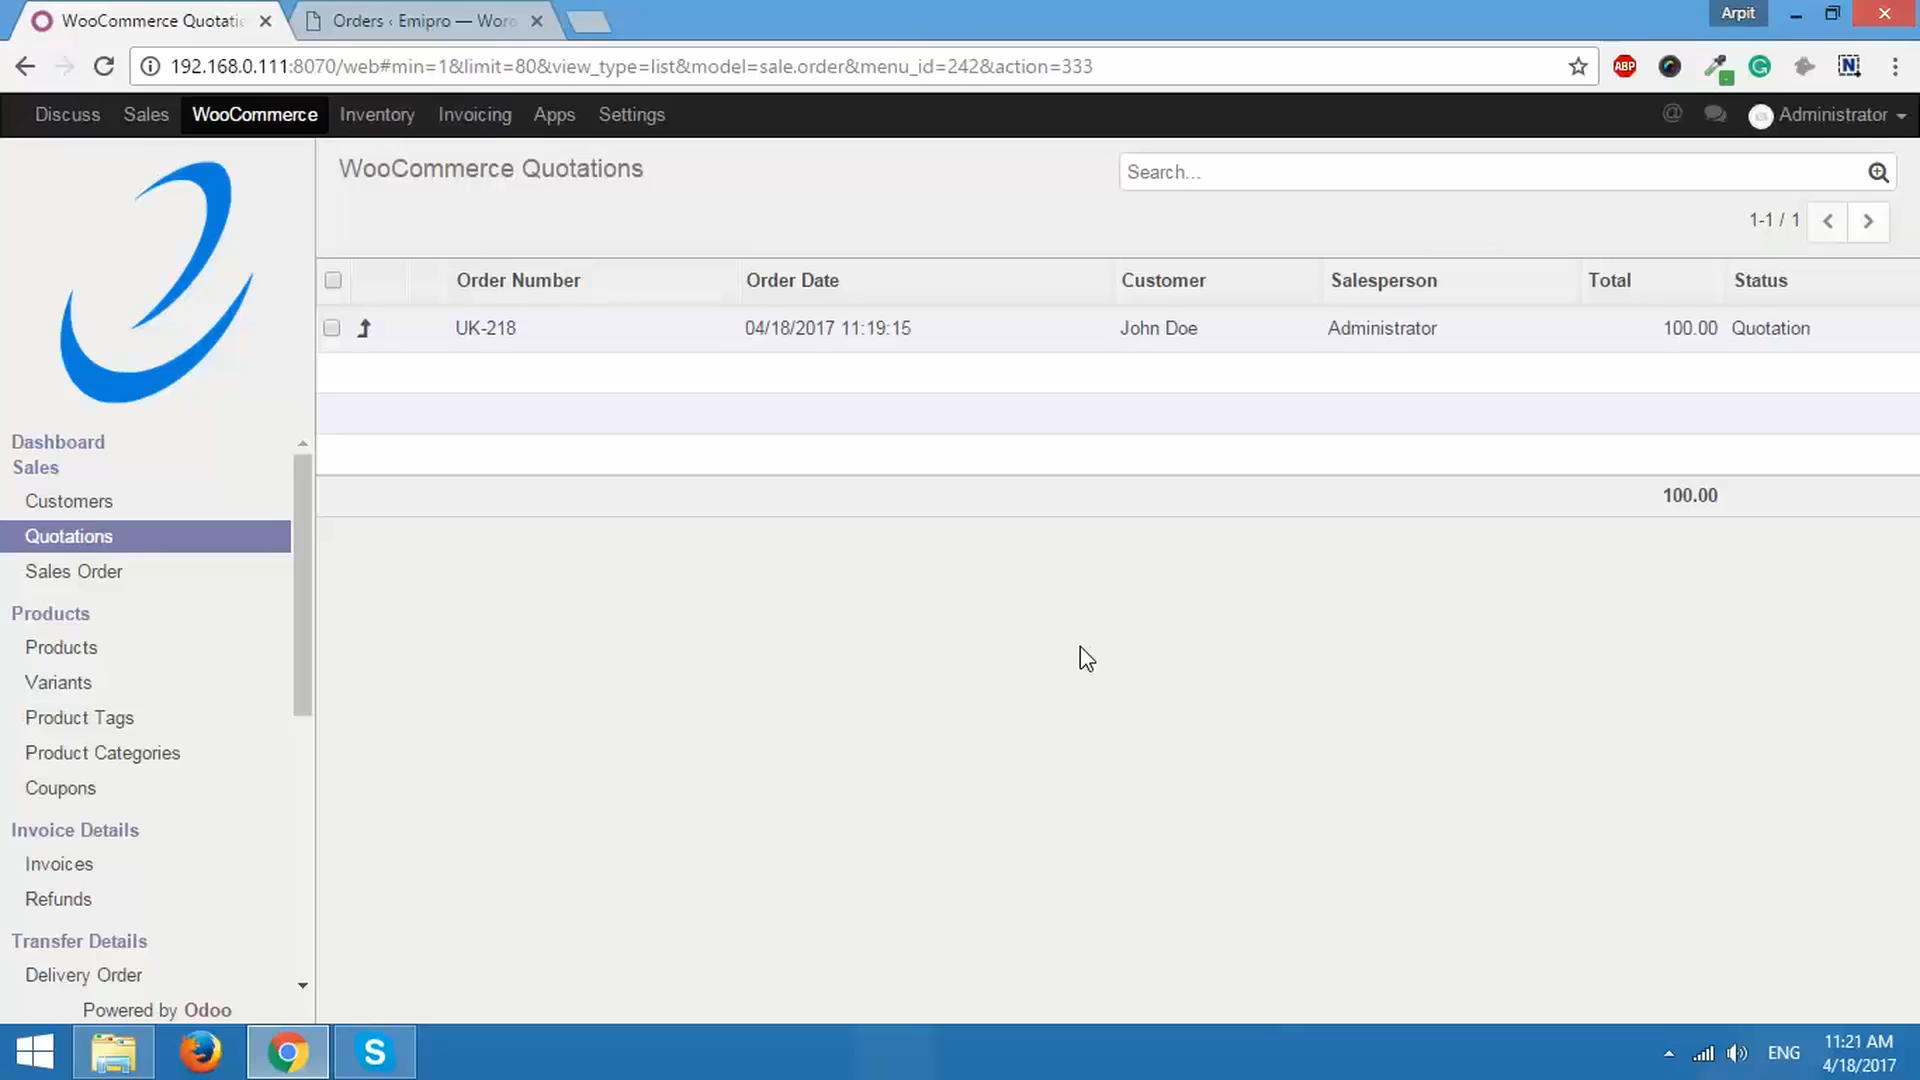 WooCommerce Quotati
Orders ‹ Emipro — Wor
Arpit
192.168.0.111:8070/web#min=1&limit=80&view_type=list&model=sale.order&menu_id=242&action=333
ABP
N
Discuss
Sales
WooCommerce
Inventory
Invoicing
Apps
Settings
@
Administrator
WooCommerce Quotations
Search...
1-1 / 1
Order Number
Order Date
Customer
Salesperson
Total
Status
UK-218
04/18/2017 11:19:15
John Doe
Administrator
100.00
Quotation
100.00
Dashboard
Sales
Customers
Quotations
Sales Order
Products
Products
Variants
Product Tags
Product Categories
Coupons
Invoice Details
Invoices
Refunds
Transfer Details
Delivery Order
Powered by Odoo
ENG
11:21 AM
4/18/2017